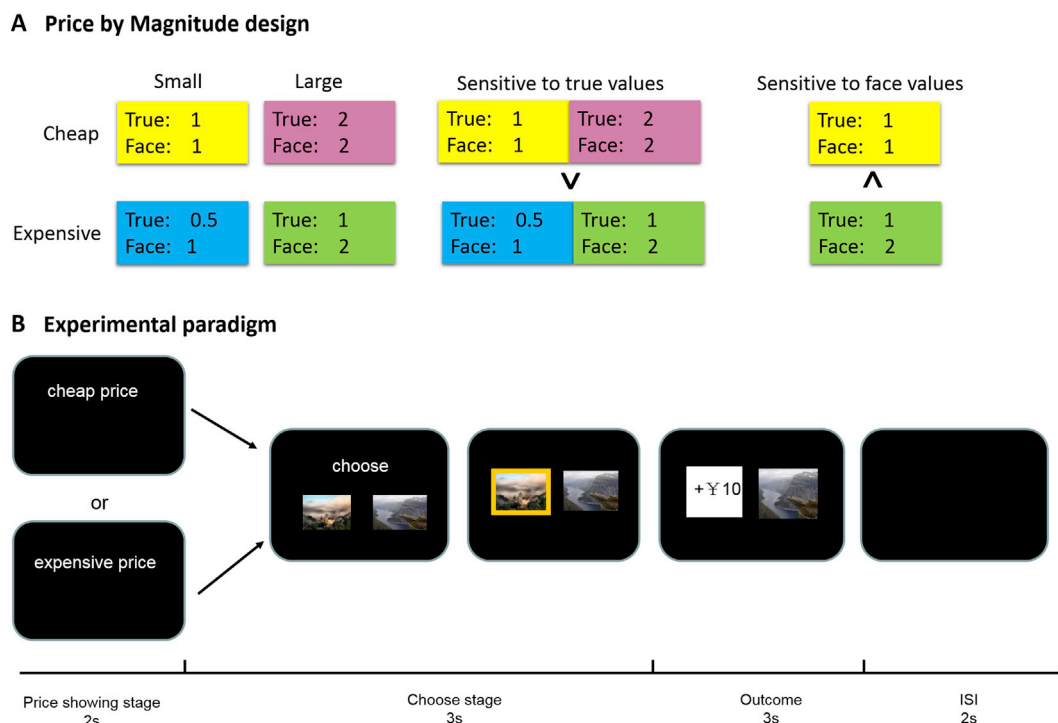 A Price by Magnitude design
Small Large Sensitive to true values Sensitive to face values
Cheap
True: 1
Face: 1
True: 2
Face: 2
True: 1
Face: 1
True: 2
Face: 2
True: 1
Face: 1
∨
∧
Expensive
True: 0.5
Face: 1
True: 1
Face: 2
True: 0.5
Face: 1
True: 1
Face: 2
True: 1
Face: 2
B Experimental paradigm
cheap price
or
expensive price
choose
+¥10
Price showing stage
2s
Choose stage
3s
Outcome
3s
ISI
2s